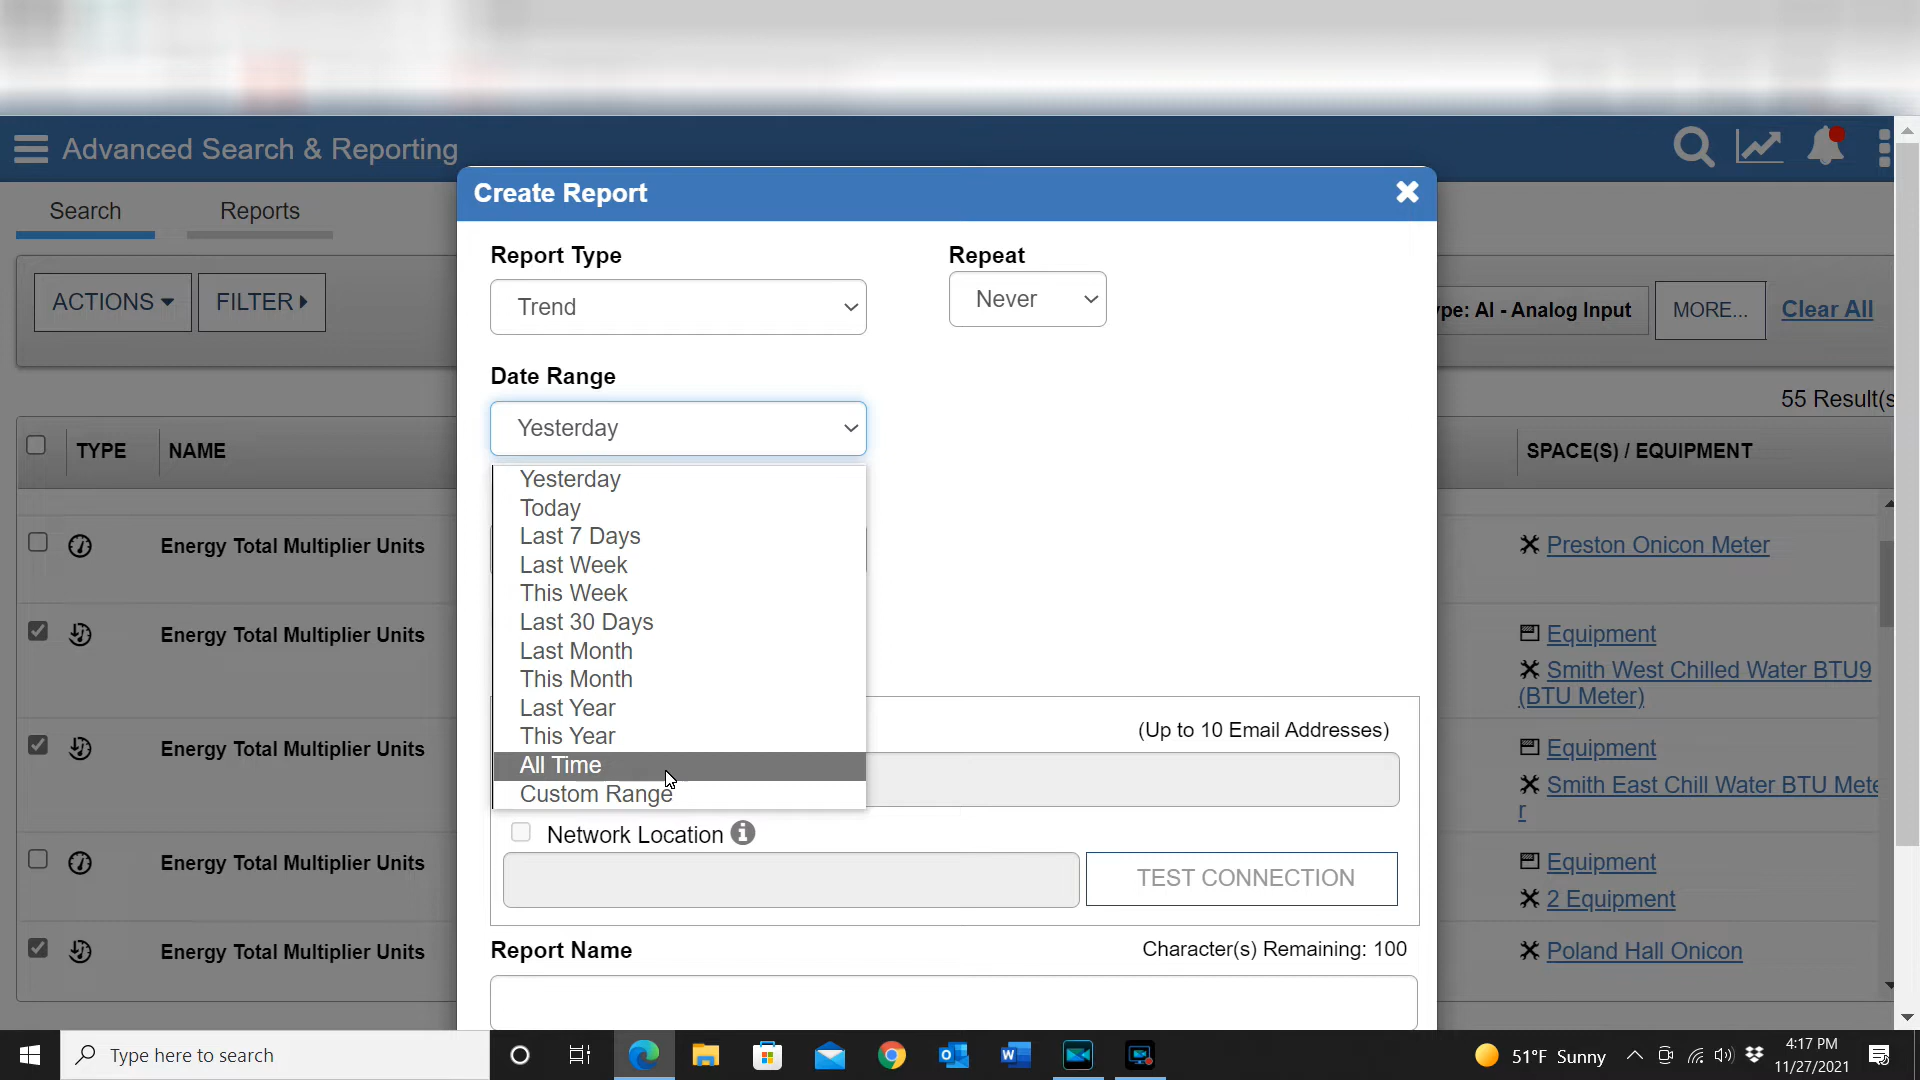 Advanced Search & Reporting
Create Report
Search
Reports
Report Type
Repeat
Trend
Never
ACTIONS
FILTER
ype: AI - Analog Input
MORE...
Clear All
Date Range
Yesterday
55 Result(s
TYPE
NAME
SPACE(S) / EQUIPMENT
Yesterday
Today
Last 7 Days
Last Week
This Week
Last 30 Days
Last Month
This Month
Last Year
This Year
All Time
Custom Range
Energy Total Multiplier Units
Preston Onicon Meter
Energy Total Multiplier Units
Equipment
Smith West Chilled Water BTU9
(BTU Meter)
(Up to 10 Email Addresses)
Energy Total Multiplier Units
Equipment
Smith East Chill Water BTU Mete
r
Network Location
TEST CONNECTION
Energy Total Multiplier Units
Equipment
2 Equipment
Report Name
Character(s) Remaining: 100
Energy Total Multiplier Units
Poland Hall Onicon
Type here to search
51°F Sunny
4:17 PM
11/27/2021